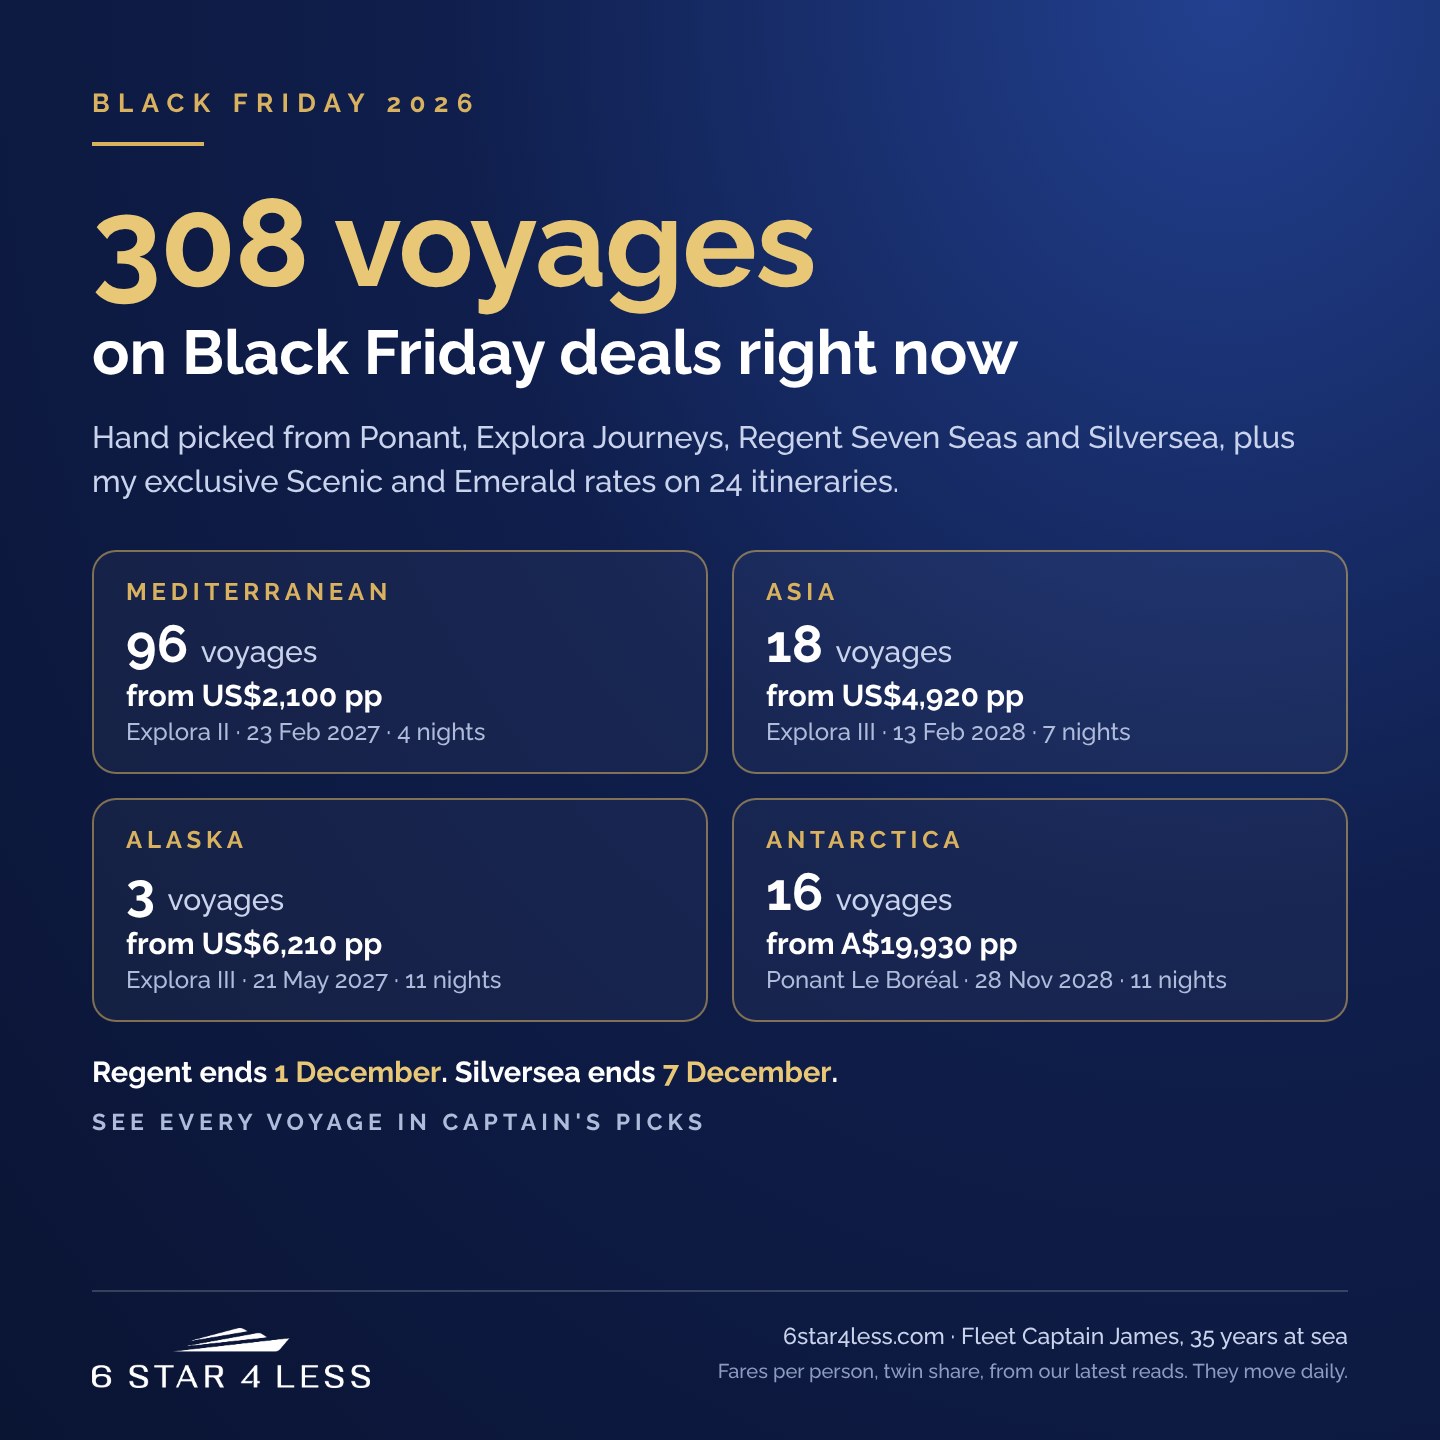 BLACK FRIDAY 2026
308 voyages
on Black Friday deals right now
Hand picked from Ponant, Explora Journeys, Regent Seven Seas and Silversea, plus
my exclusive Scenic and Emerald rates on 24 itineraries.
MEDITERRANEAN
96 voyages
from US$2,100 pp
Explora II · 23 Feb 2027 · 4 nights
ASIA
18 voyages
from US$4,920 pp
Explora III · 13 Feb 2028 · 7 nights
ALASKA
3 voyages
from US$6,210 pp
Explora III · 21 May 2027 · 11 nights
ANTARCTICA
16 voyages
from A$19,930 pp
Ponant Le Boréal · 28 Nov 2028 · 11 nights
Regent ends 1 December. Silversea ends 7 December.
SEE EVERY VOYAGE IN CAPTAIN'S PICKS
6 STAR 4 LESS
6star4less.com · Fleet Captain James, 35 years at sea
Fares per person, twin share, from our latest reads. They move daily.